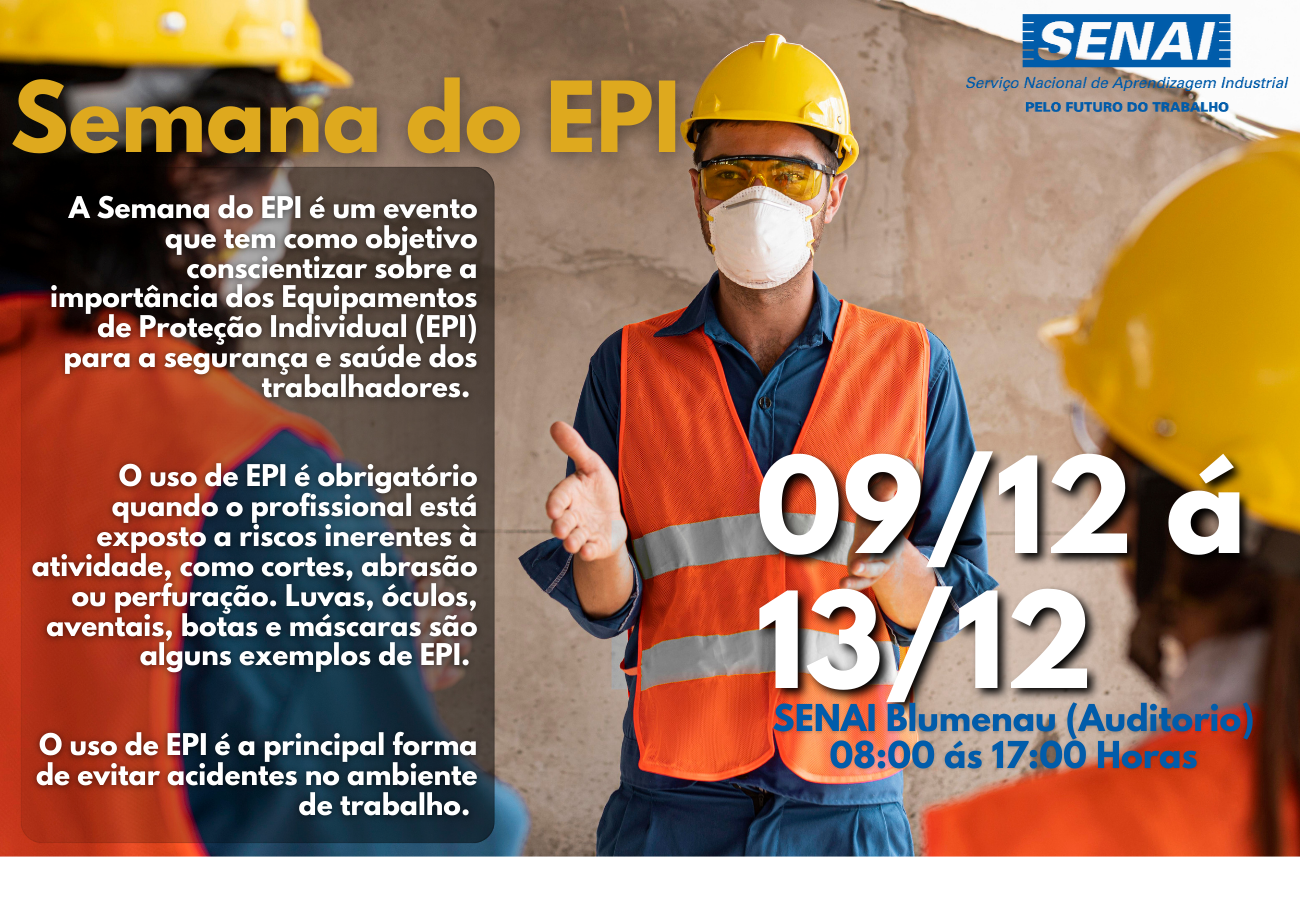 SENAI
Serviço Nacional de Aprendizagem Industrial
PELO FUTURO DO TRABALHO
Semana do EPI
A Semana do EPI é um evento
que tem como objetivo
conscientizar sobre a
importância dos Equipamentos
de Proteção Individual (EPI)
para a segurança e saúde dos
trabalhadores.
O uso de EPI é obrigatório
quando o profissional está
exposto a riscos inerentes à
atividade, como cortes, abrasão
ou perfuração. Luvas, óculos,
aventais, botas e máscaras são
alguns exemplos de EPI.
O uso de EPI é a principal forma
de evitar acidentes no ambiente
de trabalho.
09/12 á
13/12
SENAI Blumenau (Auditorio)
08:00 ás 17:00 Horas